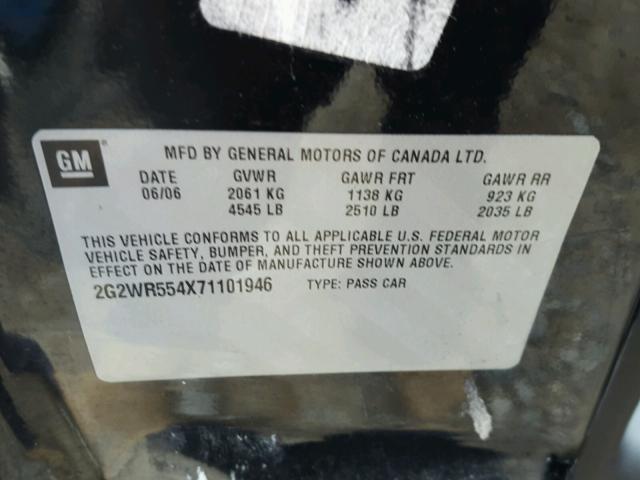 GM
MFD BY GENERAL MOTORS OF CANADA LTD.
DATE GVWR GAWR FRT GAWR RR
06/06 2061 KG 1138 KG 923 KG
4545 LB 2510 LB 2035 LB
THIS VEHICLE CONFORMS TO ALL APPLICABLE U.S. FEDERAL MOTOR
VEHICLE SAFETY, BUMPER, AND THEFT PREVENTION STANDARDS IN
EFFECT ON THE DATE OF MANUFACTURE SHOWN ABOVE.
2G2WR554X71101946 TYPE: PASS CAR